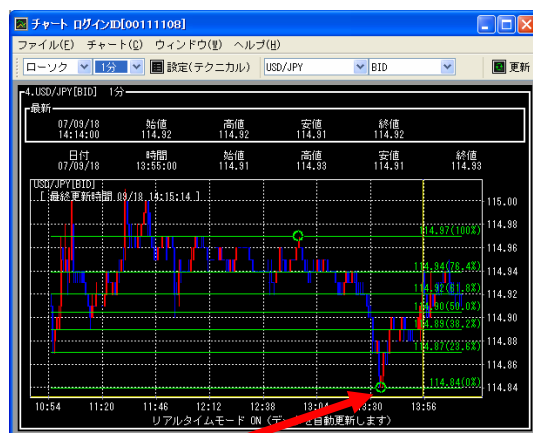 チャート ログインID[00111108]
ファイル(F) チャート(C) ウィンドウ(W) ヘルプ(H)
ローソク 1分 設定(テクニカル) USD/JPY BID 更新
4.USD/JPY[BID] 1分
最新
07/09/18 始値 高値 安値 終値
14:14:00 114.92 114.92 114.91 114.92
日付 時間 始値 高値 安値 終値
07/09/18 13:55:00 114.91 114.93 114.91 114.93
USD/JPY[BID]
[ 最終更新時間 09/18 14:15:14 ]
115.00
114.98
114.97(100%)
114.96
114.94(76.4%)
114.94
114.92(61.8%)
114.92
114.90(50.0%)
114.90
114.89(38.2%)
114.88
114.87(23.6%)
114.86
114.84(0%)
114.84
10:54 11:20 11:46 12:12 12:38 13:04 13:30 13:56
リアルタイムモード ON (データを自動更新します)